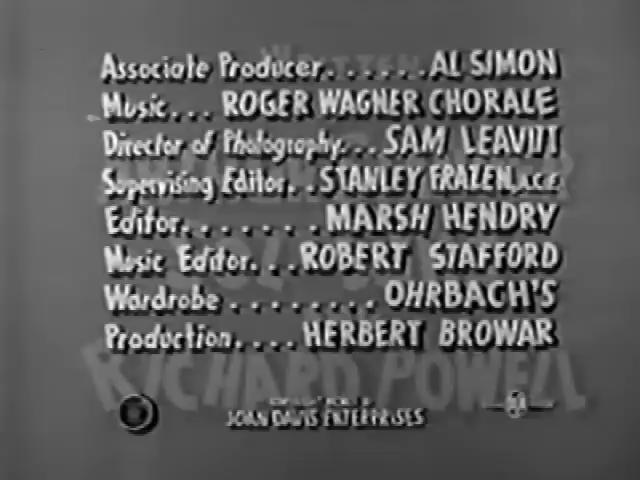 WRITTEN
Associate Producer......AL SIMON
Music... ROGER WAGNER CHORALE
Director of Photography... SAM LEAVITT
Supervising Editor..STANLEY FRAZEN, A.C.E.
Editor....... MARSH HENDRY
Music Editor...ROBERT STAFFORD
Wardrobe ........ OHRBACH'S
Production.... HERBERT BROWAR
RICHARD POWELL
JOAN DAVIS ENTERPRISES